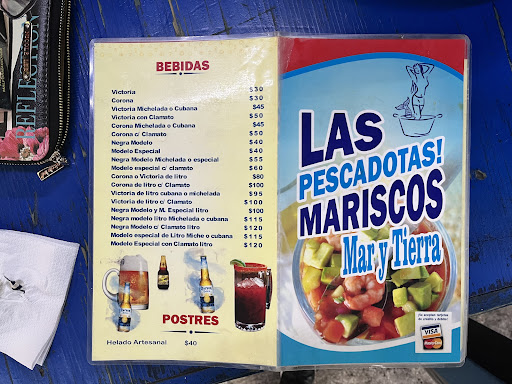 REFLECTION
BEBIDAS
Victoria $30
Corona $30
Victoria Michelada o Cubana $45
Victoria con Clamato $50
Corona Michelada o Cubana $45
Corona c/ Clamato $50
Negra Modelo $40
Modelo Especial $40
Negra Modelo Michelada o especial $55
Modelo especial c/ Clamato $60
Corona o Victoria de litro $80
Corona de litro c/ Clamato $100
Victoria de litro cubana o michelada $95
Victoria de litro c/ Clamato $100
Negra Modelo y M. Especial litro $100
Negra modelo litro Michelada o cubana $115
Negra Modelo c/ Clamato litro $120
Modelo especial de Litro Miche o cubana $115
Modelo Especial con Clamato litro $120
POSTRES
Helado Artesanal $40
LAS
PESCADOTAS!
MARISCOS
Mar y Tierra
VISA
MasterCard